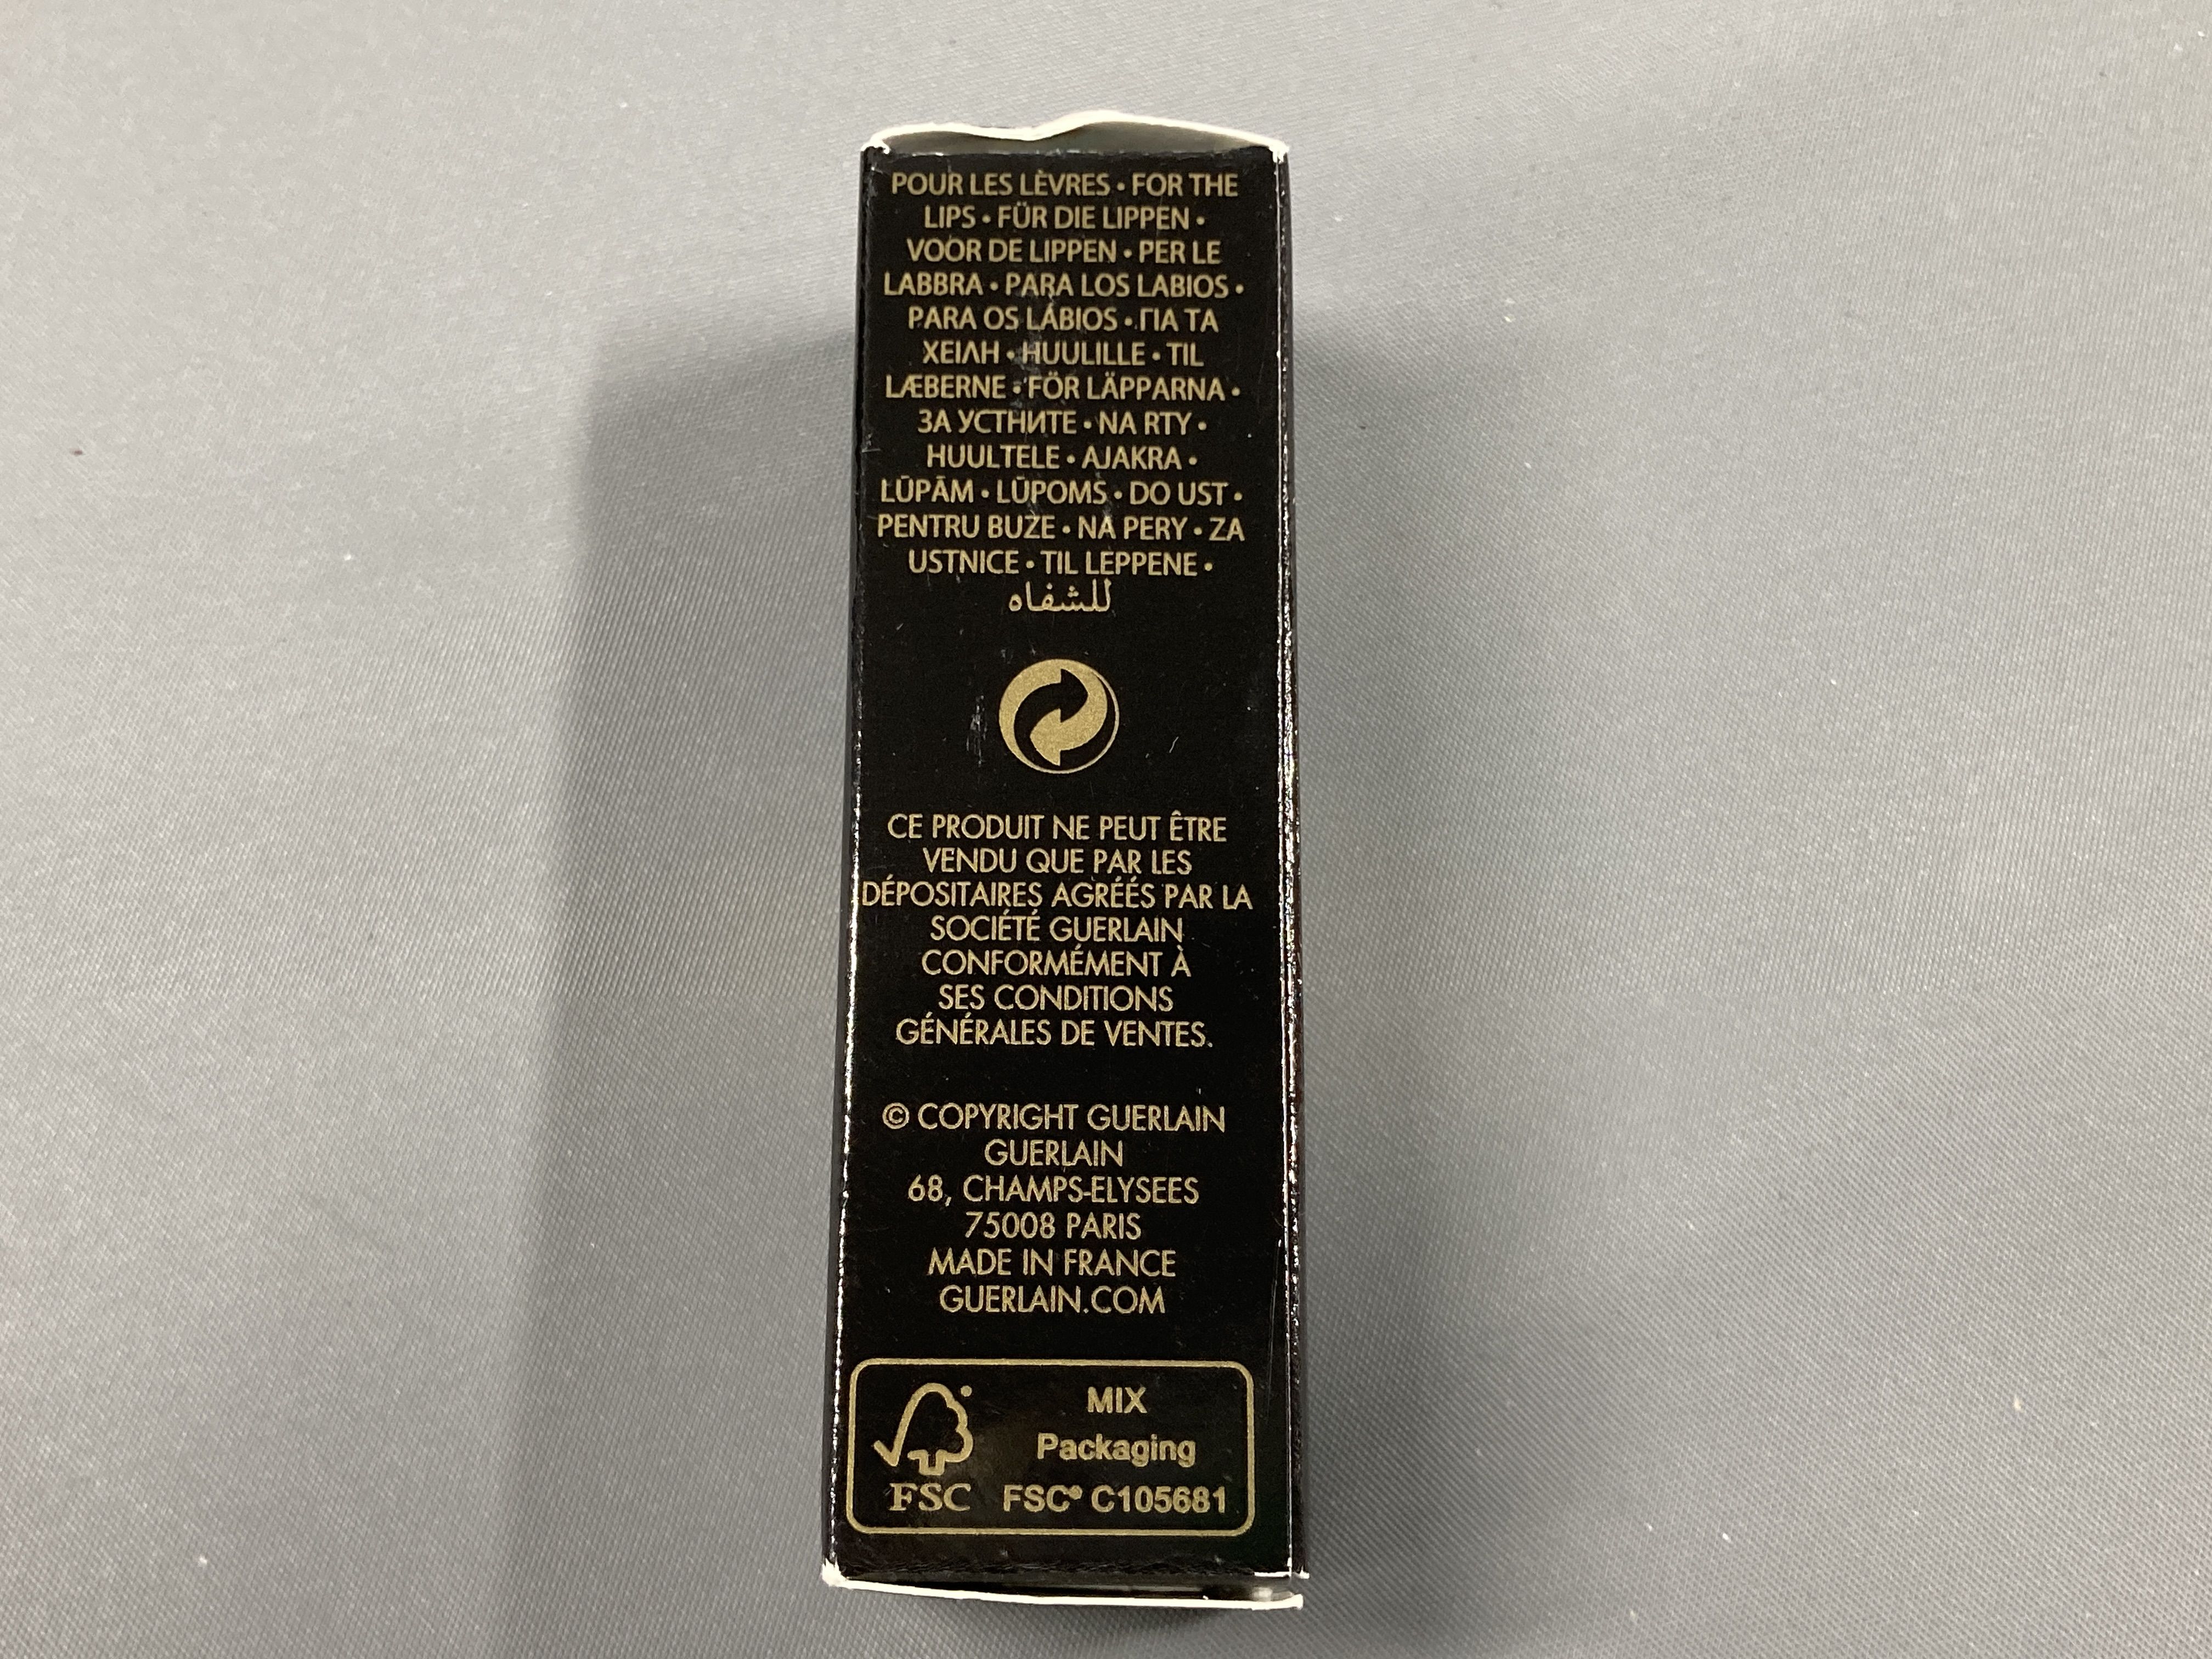 POUR LES LÈVRES • FOR THE
LIPS • FÜR DIE LIPPEN •
VOOR DE LIPPEN • PER LE
LABBRA • PARA LOS LABIOS •
PARA OS LÁBIOS • ΓΙΑ ΤΑ
ΧΕΙΛΗ • HUULILLE • TIL
LÆBERNE • FÖR LÄPPARNA •
ЗА УСТНИТЕ • NA RTY •
HUULTELE • AJAKRA •
LŪPĀM • LŪPOMS • DO UST •
PENTRU BUZE • NA PERY • ZA
USTNICE • TIL LEPPENE •
للشفاه
CE PRODUIT NE PEUT ÊTRE
VENDU QUE PAR LES
DÉPOSITAIRES AGRÉÉS PAR LA
SOCIÉTÉ GUERLAIN
CONFORMÉMENT À
SES CONDITIONS
GÉNÉRALES DE VENTES.
© COPYRIGHT GUERLAIN
GUERLAIN
68, CHAMPS-ELYSEES
75008 PARIS
MADE IN FRANCE
GUERLAIN.COM
MIX
Packaging
FSC FSC® C105681